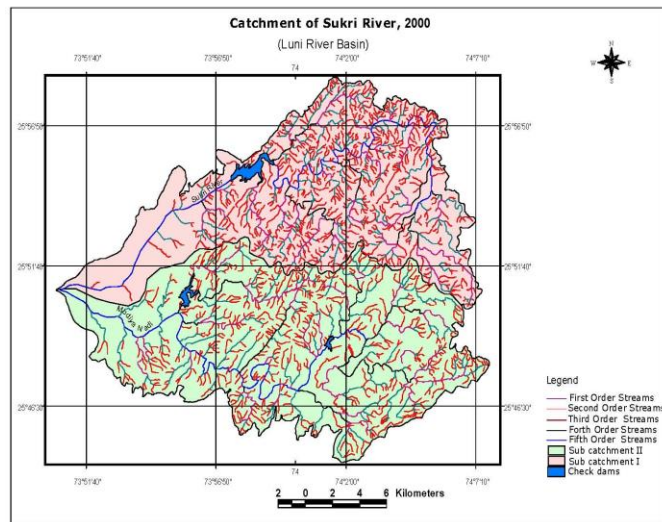 Catchment of Sukri River, 2000
(Luni River Basin)
N
W E
S
73°51'40" 73°56'50" 74 74°2'00" 74°7'10"
25°56'50" 25°56'50"
Sukri River
25°51'40" 25°51'40"
Madiya Nadi
25°46'30" 25°46'30"
73°51'40" 73°56'50" 74 74°2'00" 74°7'10"
Legend
First Order Streams
Second Order Streams
Third Order Streams
Forth Order Streams
Fifth Order Streams
Sub catchment II
Sub catchment I
Check dams
2 0 2 4 6 Kilometers